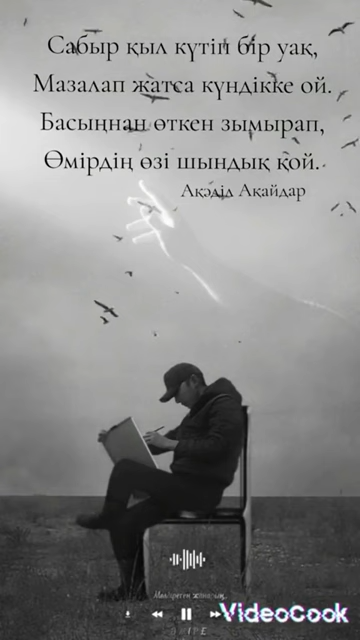 Сабыр қыл күтіп бір уақ,
Мазалап жатса күндікке ой.
Басыңнан өткен зымырап,
Өмірдің өзі шындық қой.
Ақәділ Ақайдар
VideoCook